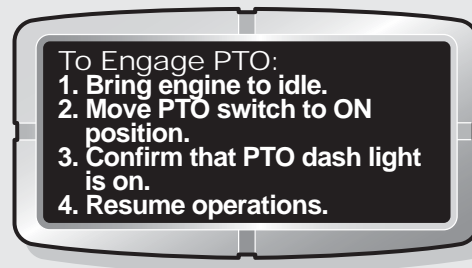 To Engage PTO:
1. Bring engine to idle.
2. Move PTO switch to ON
position.
3. Confirm that PTO dash light
is on.
4. Resume operations.